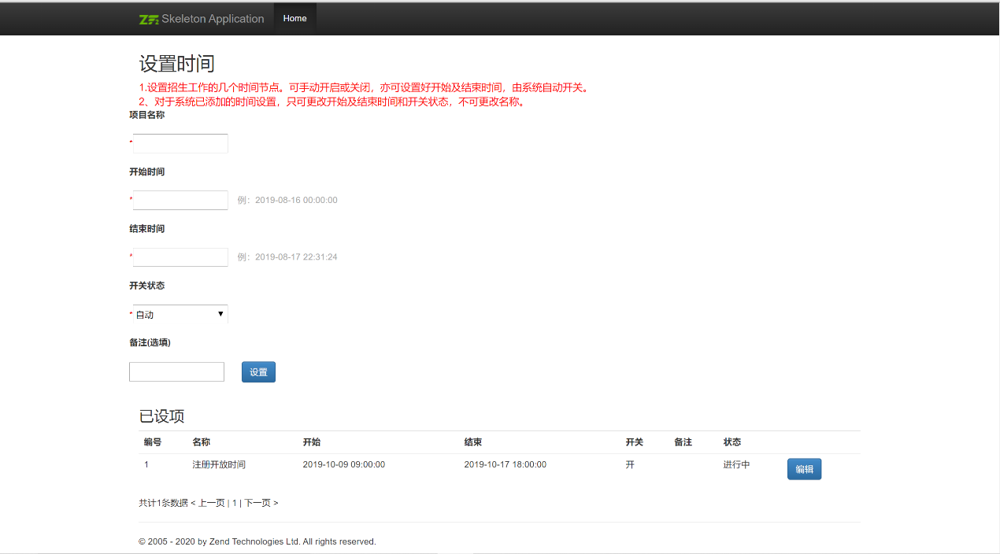 ZF2 Skeleton Application Home
设置时间
1.设置招生工作的几个时间节点。可手动开启或关闭，亦可设置好开始及结束时间，由系统自动开关。
2、对于系统已添加的时间设置，只可更改开始及结束时间和开关状态，不可更改名称。
项目名称
*
开始时间
* 例：2019-08-16 00:00:00
结束时间
* 例：2019-08-17 22:31:24
开关状态
* 自动 ▼
备注(选填)
设置
已设项
编号 名称 开始 结束 开关 备注 状态
1 注册开放时间 2019-10-09 09:00:00 2019-10-17 18:00:00 开 进行中 编辑
共计1条数据 < 上一页 | 1 | 下一页 >
© 2005 - 2020 by Zend Technologies Ltd. All rights reserved.